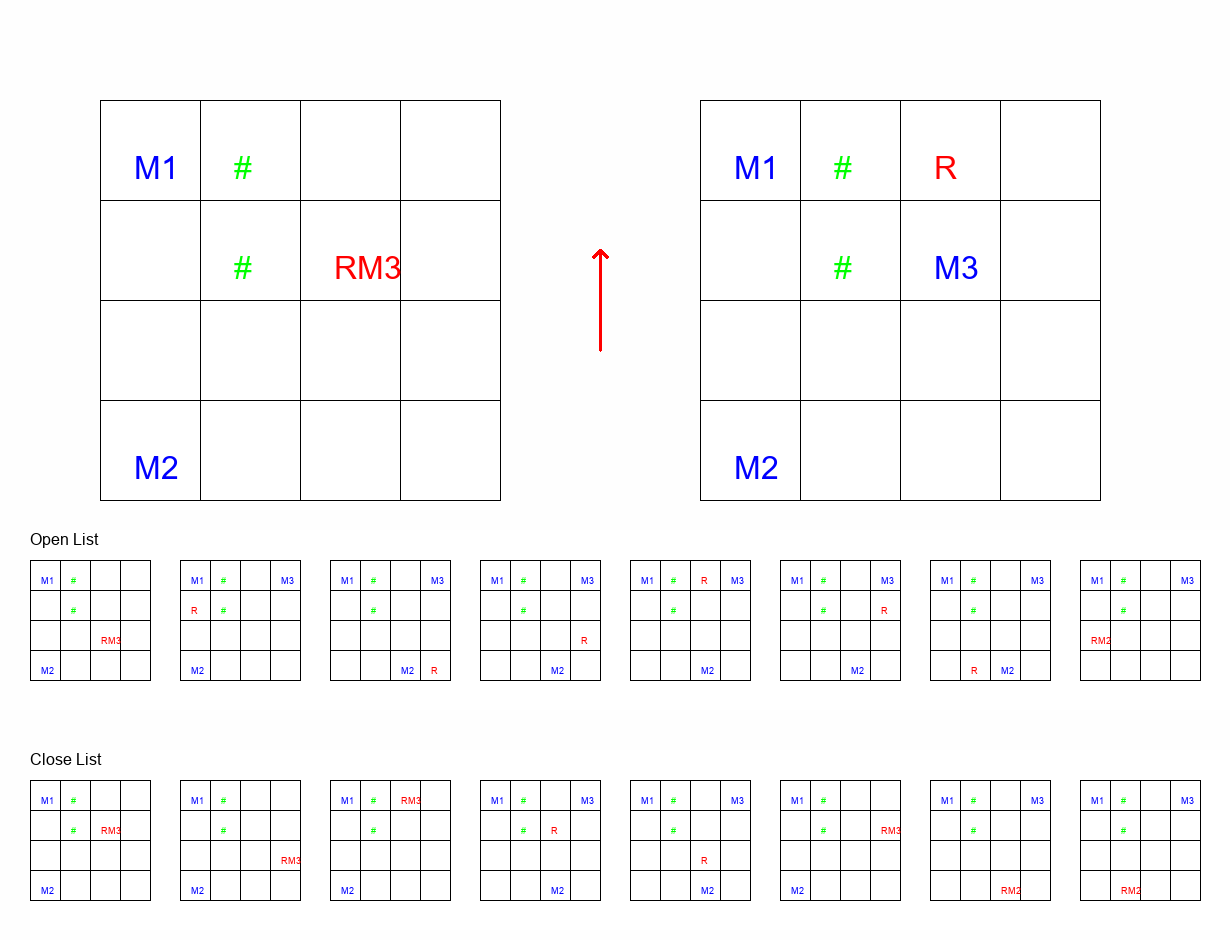 M1 # M1 # R
# RM3 # M3
M2 M2
Open List
M1 # M1 # M3 M1 # M3 M1 # M3 M1 # R M3 M1 # M3 M1 # M3 M1 # M3
# R # # # # # R # #
RM3 R RM2
M2 M2 M2 R M2 M2 M2 R M2
Close List
M1 # M1 # M1 # RM3 M1 # M3 M1 # M3 M1 # M1 # M3 M1 # M3
# RM3 # # # R # # RM3 # #
RM3 R
M2 M2 M2 M2 M2 M2 RM2 RM2